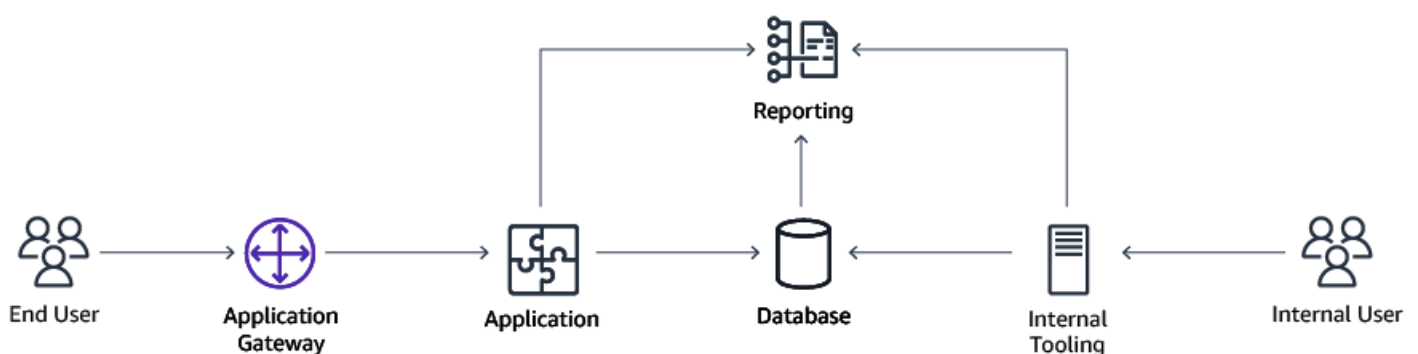 Reporting
End User
Application
Gateway
Application
Database
Internal
Tooling
Internal User